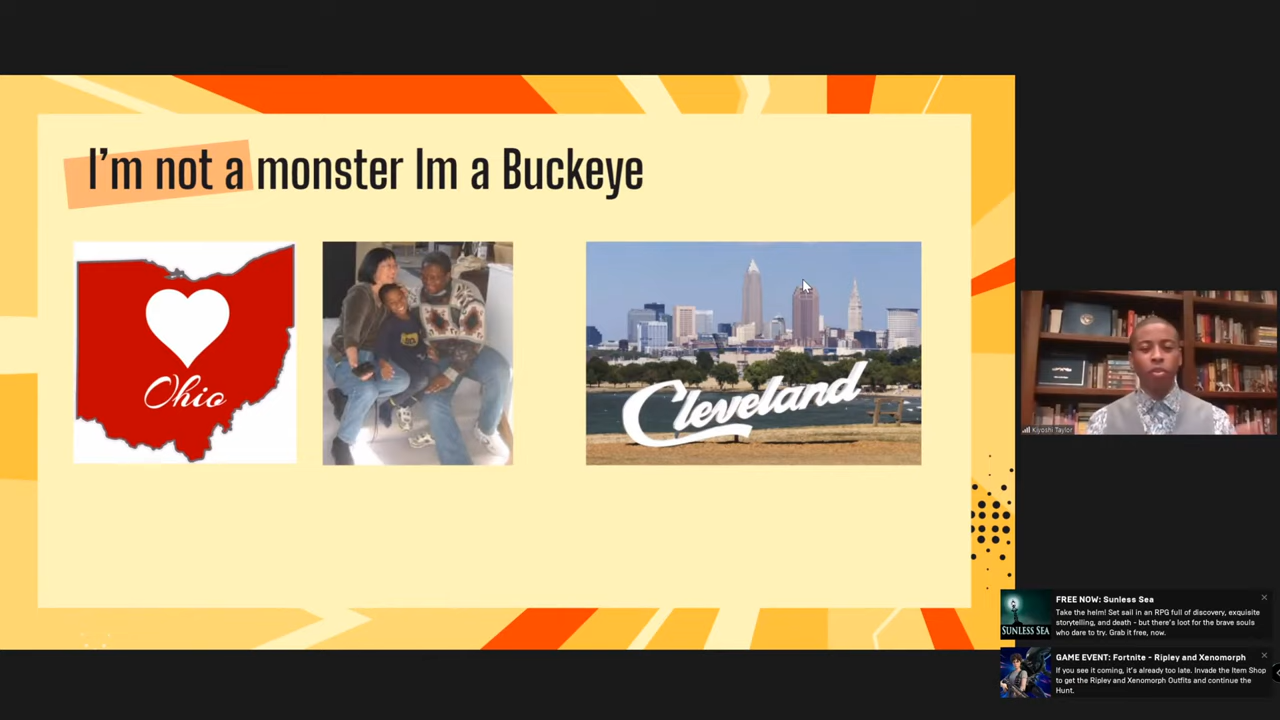 I'm not a monster Im a Buckeye
Ohio
Cleveland
Kiyoshi Taylor
FREE NOW: Sunless Sea
Take the helm! Set sail in an RPG full of discovery, exquisite
storytelling, and death - but there's loot for the brave souls
who dare to try. Grab it free, now.
SUNLESS SEA
GAME EVENT: Fortnite - Ripley and Xenomorph
If you see it coming, it's already too late. Invade the Item Shop
to get the Ripley and Xenomorph Outfits and continue the
Hunt.